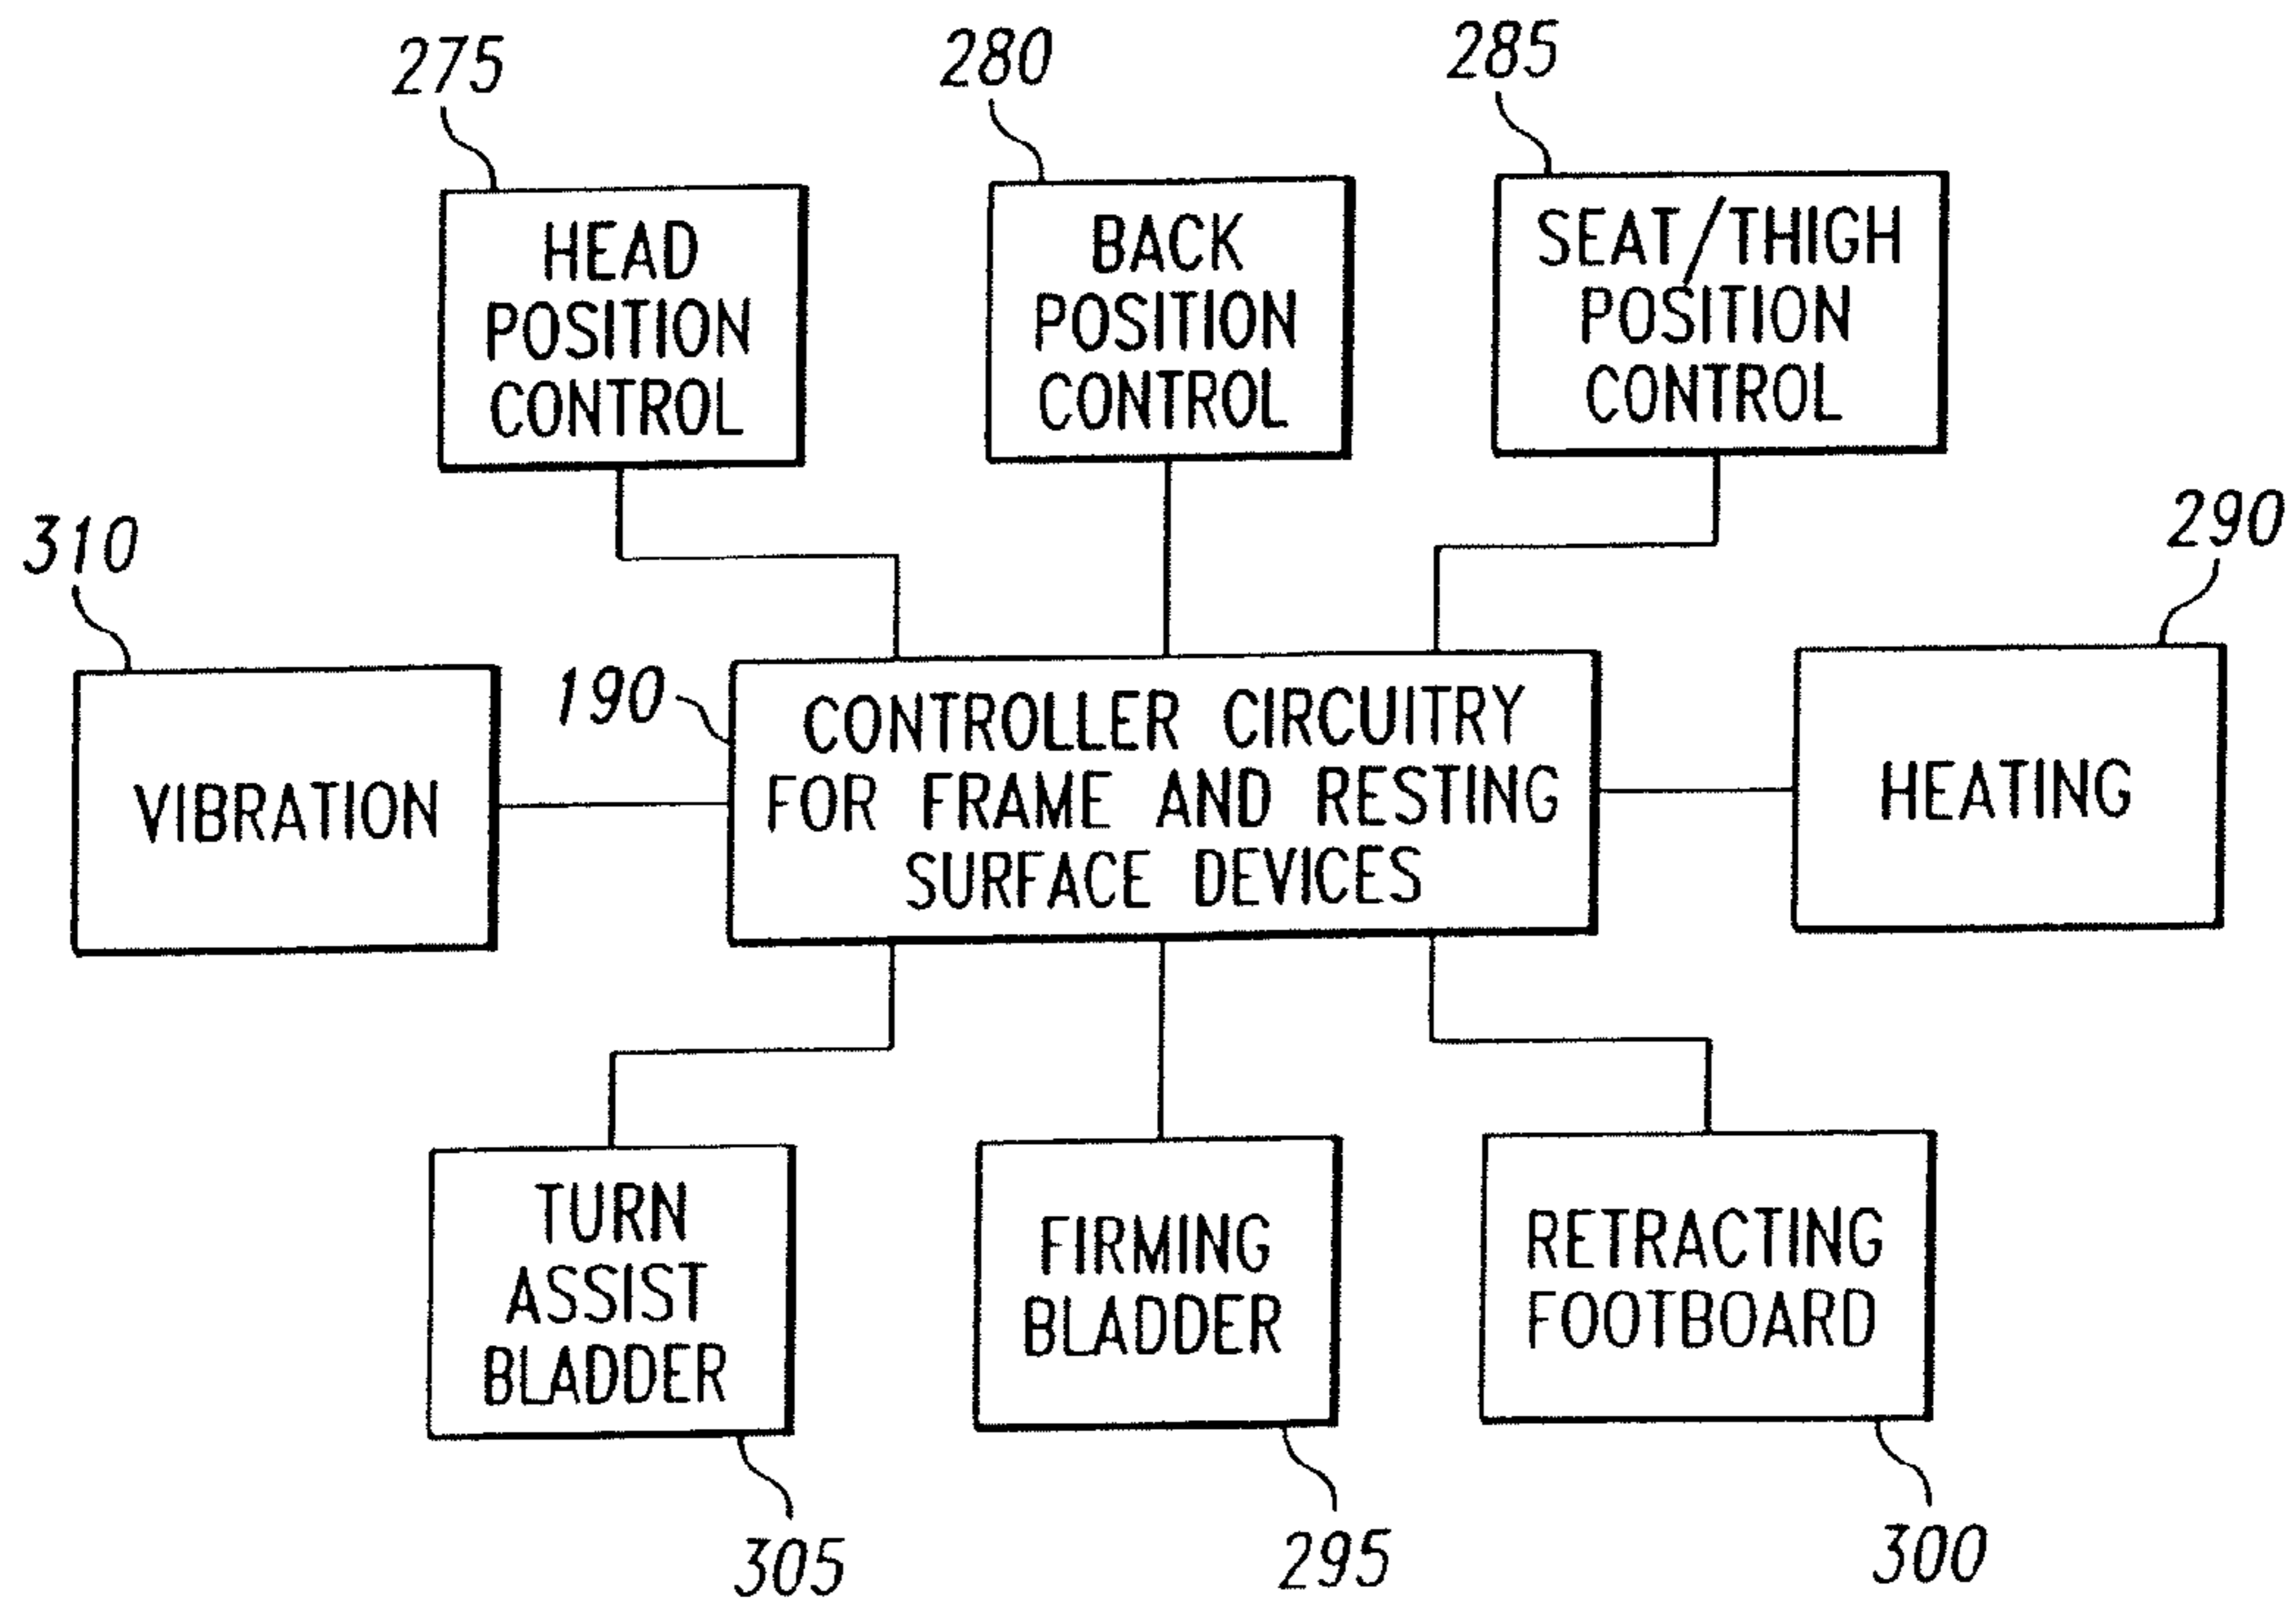 275
280
285
HEAD
POSITION
CONTROL
BACK
POSITION
CONTROL
SEAT/THIGH
POSITION
CONTROL
310
190
290
VIBRATION
CONTROLLER CIRCUITRY
FOR FRAME AND RESTING
SURFACE DEVICES
HEATING
TURN
ASSIST
BLADDER
FIRMING
BLADDER
RETRACTING
FOOTBOARD
305
295
300